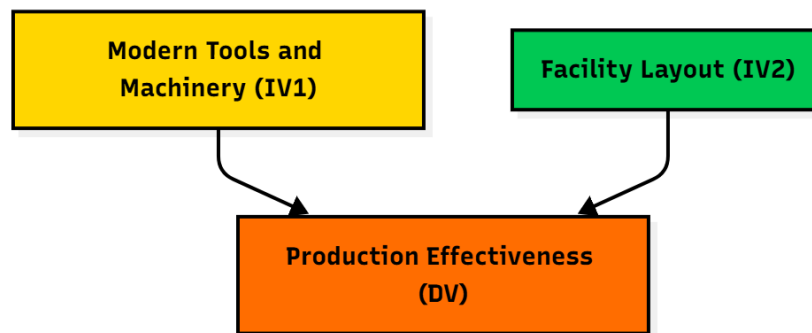 Modern Tools and
Machinery (IV1)
Facility Layout (IV2)
Production Effectiveness
(DV)